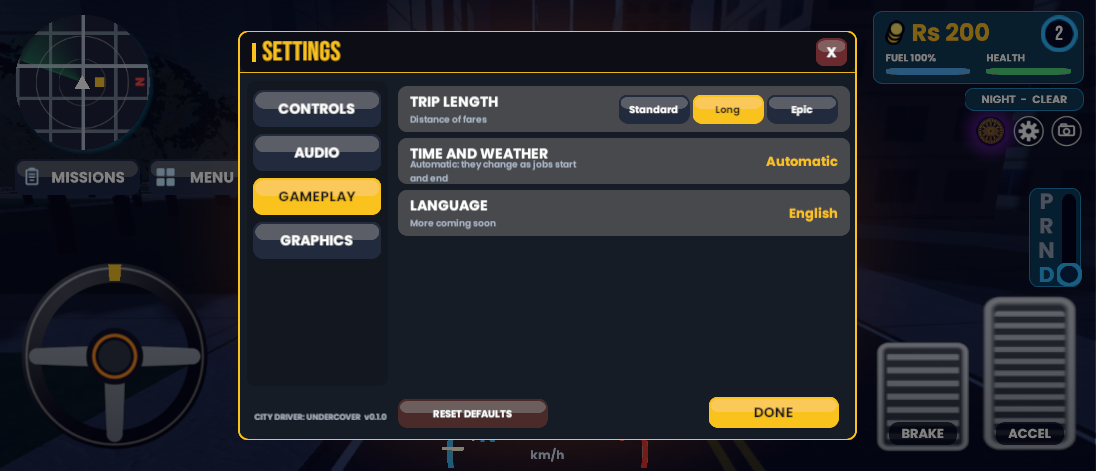 SETTINGS
X
Rs 200
2
FUEL 100%
HEALTH
NIGHT - CLEAR
N
MISSIONS
MENU
CONTROLS
AUDIO
GAMEPLAY
GRAPHICS
TRIP LENGTH
Distance of fares
Standard
Long
Epic
TIME AND WEATHER
Automatic: they change as jobs start
and end
Automatic
LANGUAGE
More coming soon
English
P
R
N
D
CITY DRIVER: UNDERCOVER v0.1.0
RESET DEFAULTS
DONE
BRAKE
ACCEL
km/h